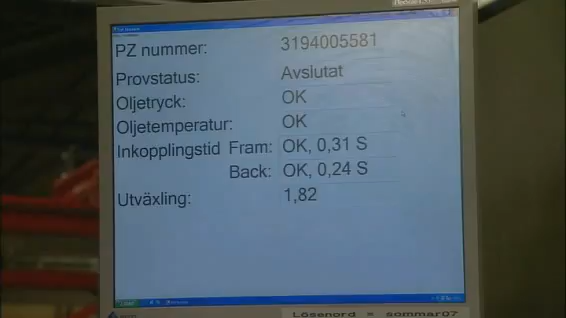 PZ nummer: 3194005581
Provstatus: Avslutat
Oljetryck: OK
Oljetemperatur: OK
Inkopplingstid Fram: OK, 0,31 S
Back: OK, 0,24 S
Utväxling: 1,82
Lösenord = sommar07